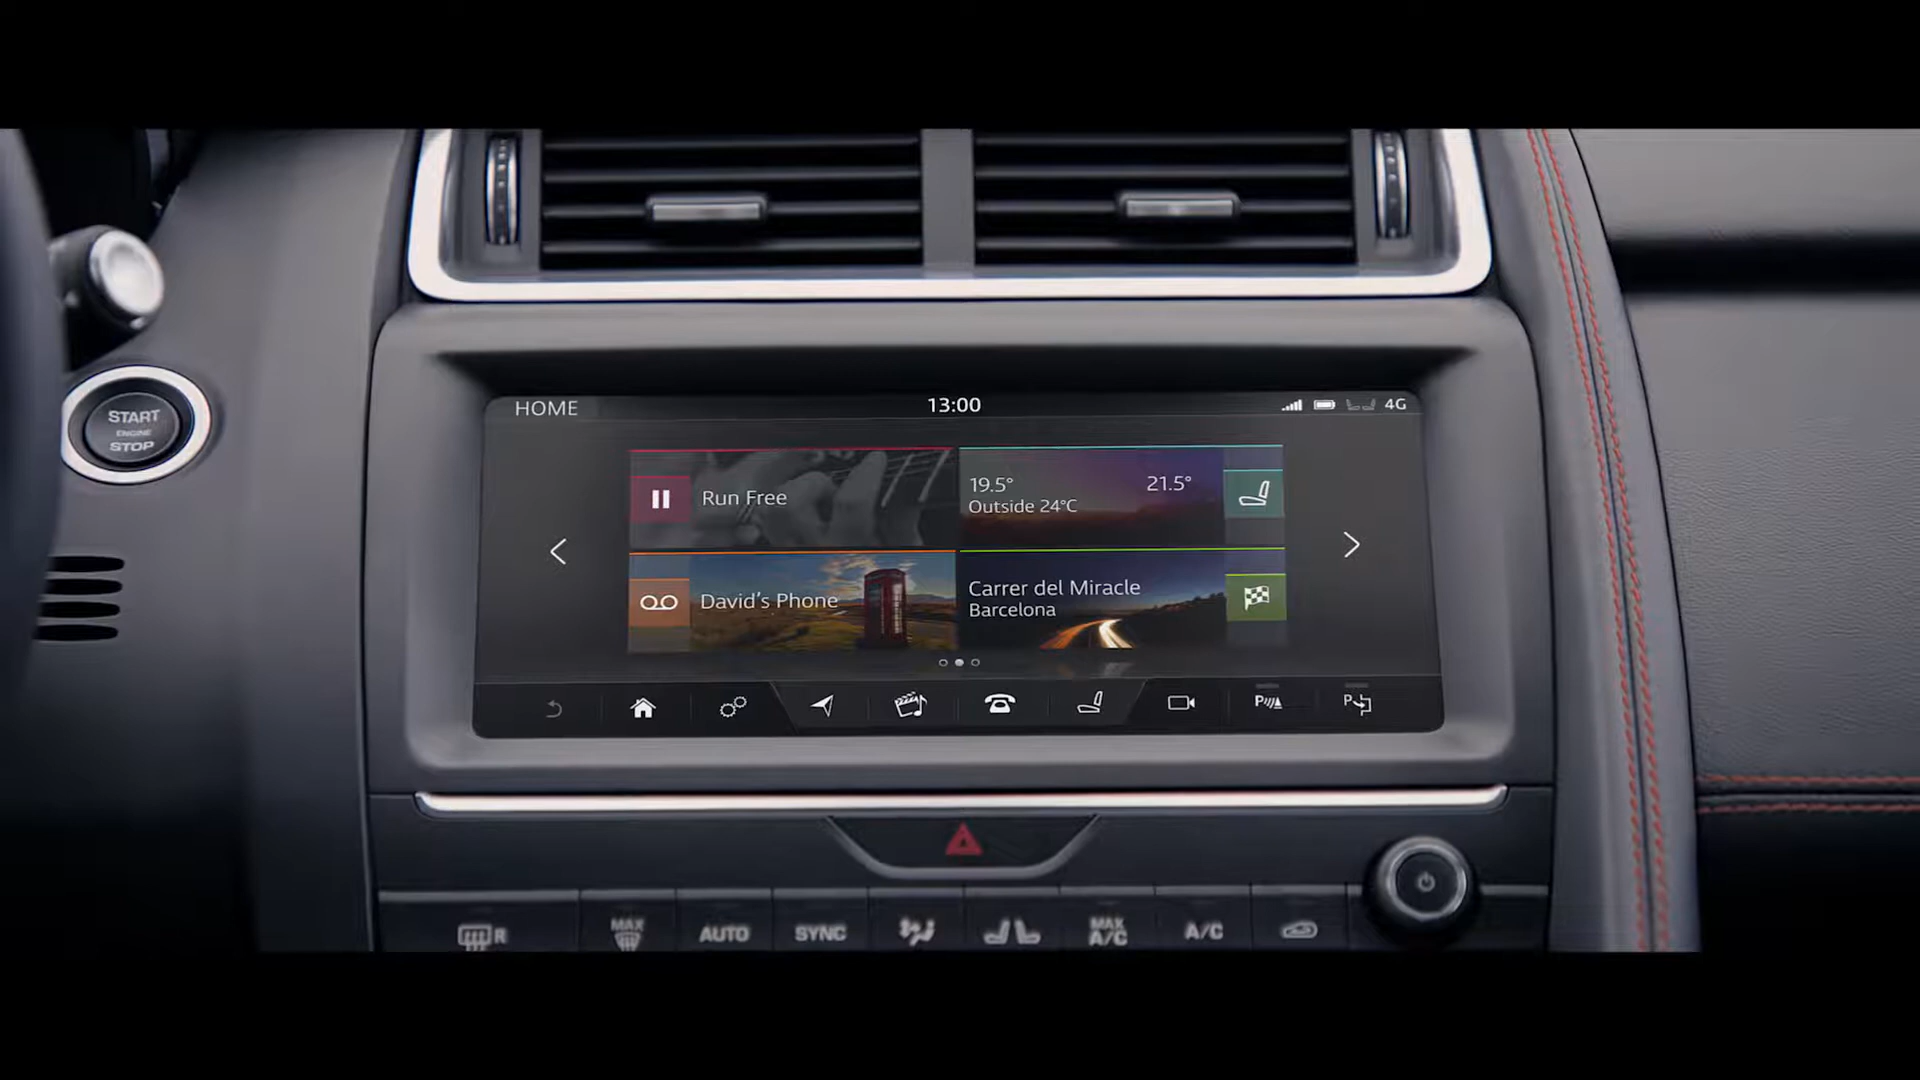 START
ENGINE
STOP
HOME
13:00
4G
Run Free
19.5°
21.5°
Outside 24°C
David's Phone
Carrer del Miracle
Barcelona
P
P
R
MAX
AUTO
SYNC
MAX
A/C
A/C